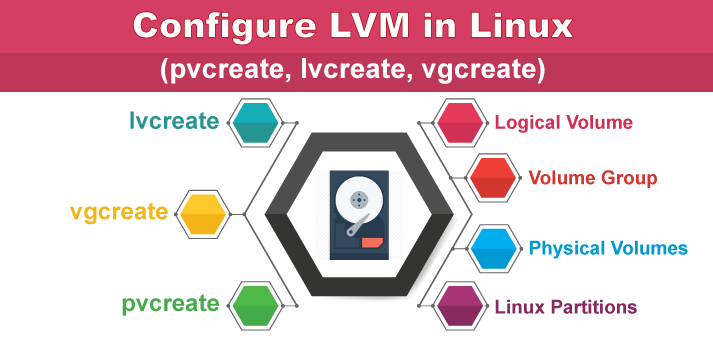 Configure LVM in Linux
(pvcreate, lvcreate, vgcreate)
lvcreate
vgcreate
pvcreate
Logical Volume
Volume Group
Physical Volumes
Linux Partitions